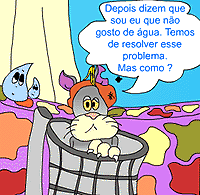 Depois dizem que
sou eu que não
gosto de água. Temos
de resolver esse
problema.
Mas como ?